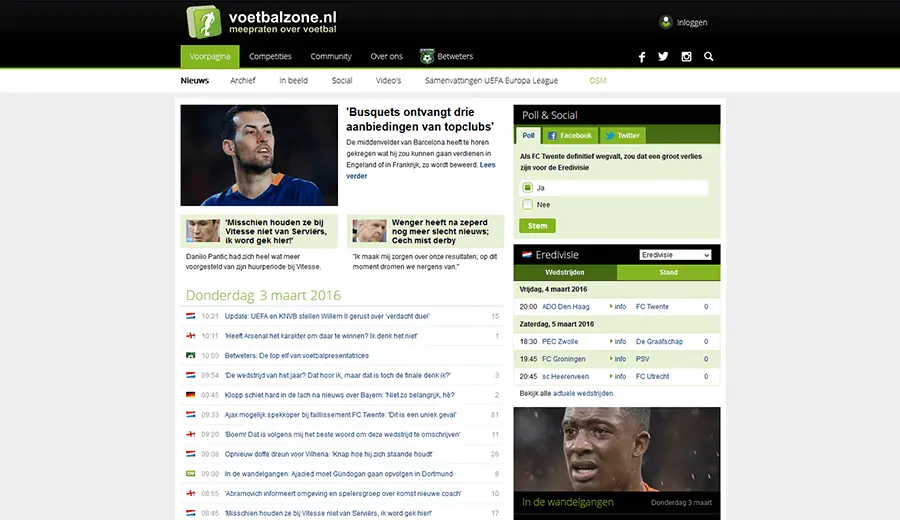 voetbalzone.nl
meepraten over voetbal
Inloggen
Voorpagina Competities Community Over ons Betweters
Nieuws Archief In beeld Social Video's Samenvattingen UEFA Europa League OSM
'Busquets ontvangt drie
aanbiedingen van topclubs'
De middenvelder van Barcelona heeft te horen
gekregen wat hij zou kunnen gaan verdienen in
Engeland of in Frankrijk, zo wordt beweerd. Lees
verder
'Misschien houden ze bij
Vitesse niet van Serviërs,
ik word gek hier!'
Danilo Pantic had zich heel wat meer
voorgesteld van zijn huurperiode bij Vitesse.
Wenger heeft na zeperd
nog meer slecht nieuws;
Cech mist derby
"Ik maak mij zorgen over onze resultaten; op dit
moment dromen we nergens van."
Donderdag 3 maart 2016
10:21 Update: UEFA en KNVB stellen Willem II gerust over 'verdacht duel' 15
10:11 'Heeft Arsenal het karakter om daar te winnen? Ik denk het niet' 1
10:00 Betweters: De top elf van voetbalpresentatrices
09:54 'De wedstrijd van het jaar? Dat hoor ik, maar dat is toch de finale denk ik?' 3
09:45 Klopp schiet hard in de lach na nieuws over Bayern: 'Niet zo belangrijk, hè? 2
09:33 Ajax mogelijk spekkoper bij faillissement FC Twente: 'Dit is een uniek geval' 81
09:20 'Boem! Dat is volgens mij het beste woord om deze wedstrijd te omschrijven' 11
09:08 Opnieuw doffe dreun voor Vilhena: 'Knap hoe hij zich staande houdt' 26
09:00 In de wandelgangen: Ajacied moet Gündogan gaan opvolgen in Dortmund 8
08:55 'Abramovich informeert omgeving en spelersgroep over komst nieuwe coach' 10
08:45 'Misschien houden ze bij Vitesse niet van Serviërs, ik word gek hier!' 17
Poll & Social
Poll Facebook Twitter
Als FC Twente definitief wegvalt, zou dat een groot verlies
zijn voor de Eredivisie
Ja
Nee
Stem
Eredivisie Eredivisie
Wedstrijden Stand
Vrijdag, 4 maart 2016
20:00 ADO Den Haag info FC Twente 0
Zaterdag, 5 maart 2016
18:30 PEC Zwolle info De Graafschap 0
19:45 FC Groningen info PSV 0
20:45 sc Heerenveen info FC Utrecht 0
Bekijk alle actuele wedstrijden.
In de wandelgangen Donderdag 3 maart